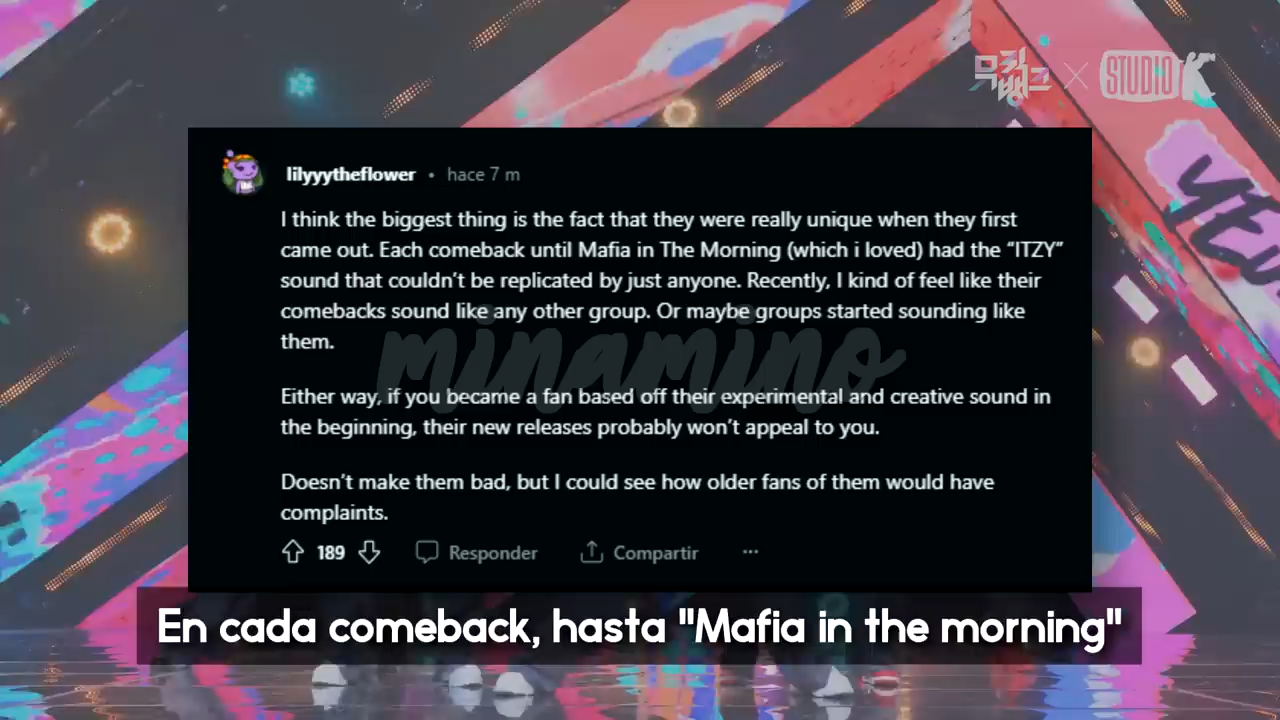 뮤직
뱅크
STUDIO K
lilyyytheflower • hace 7 m
I think the biggest thing is the fact that they were really unique when they first
came out. Each comeback until Mafia in The Morning (which i loved) had the “ITZY”
sound that couldn’t be replicated by just anyone. Recently, I kind of feel like their
comebacks sound like any other group. Or maybe groups started sounding like
them.
minamino
Either way, if you became a fan based off their experimental and creative sound in
the beginning, their new releases probably won’t appeal to you.
Doesn’t make them bad, but I could see how older fans of them would have
complaints.
189 Responder Compartir ...
En cada comeback, hasta "Mafia in the morning"